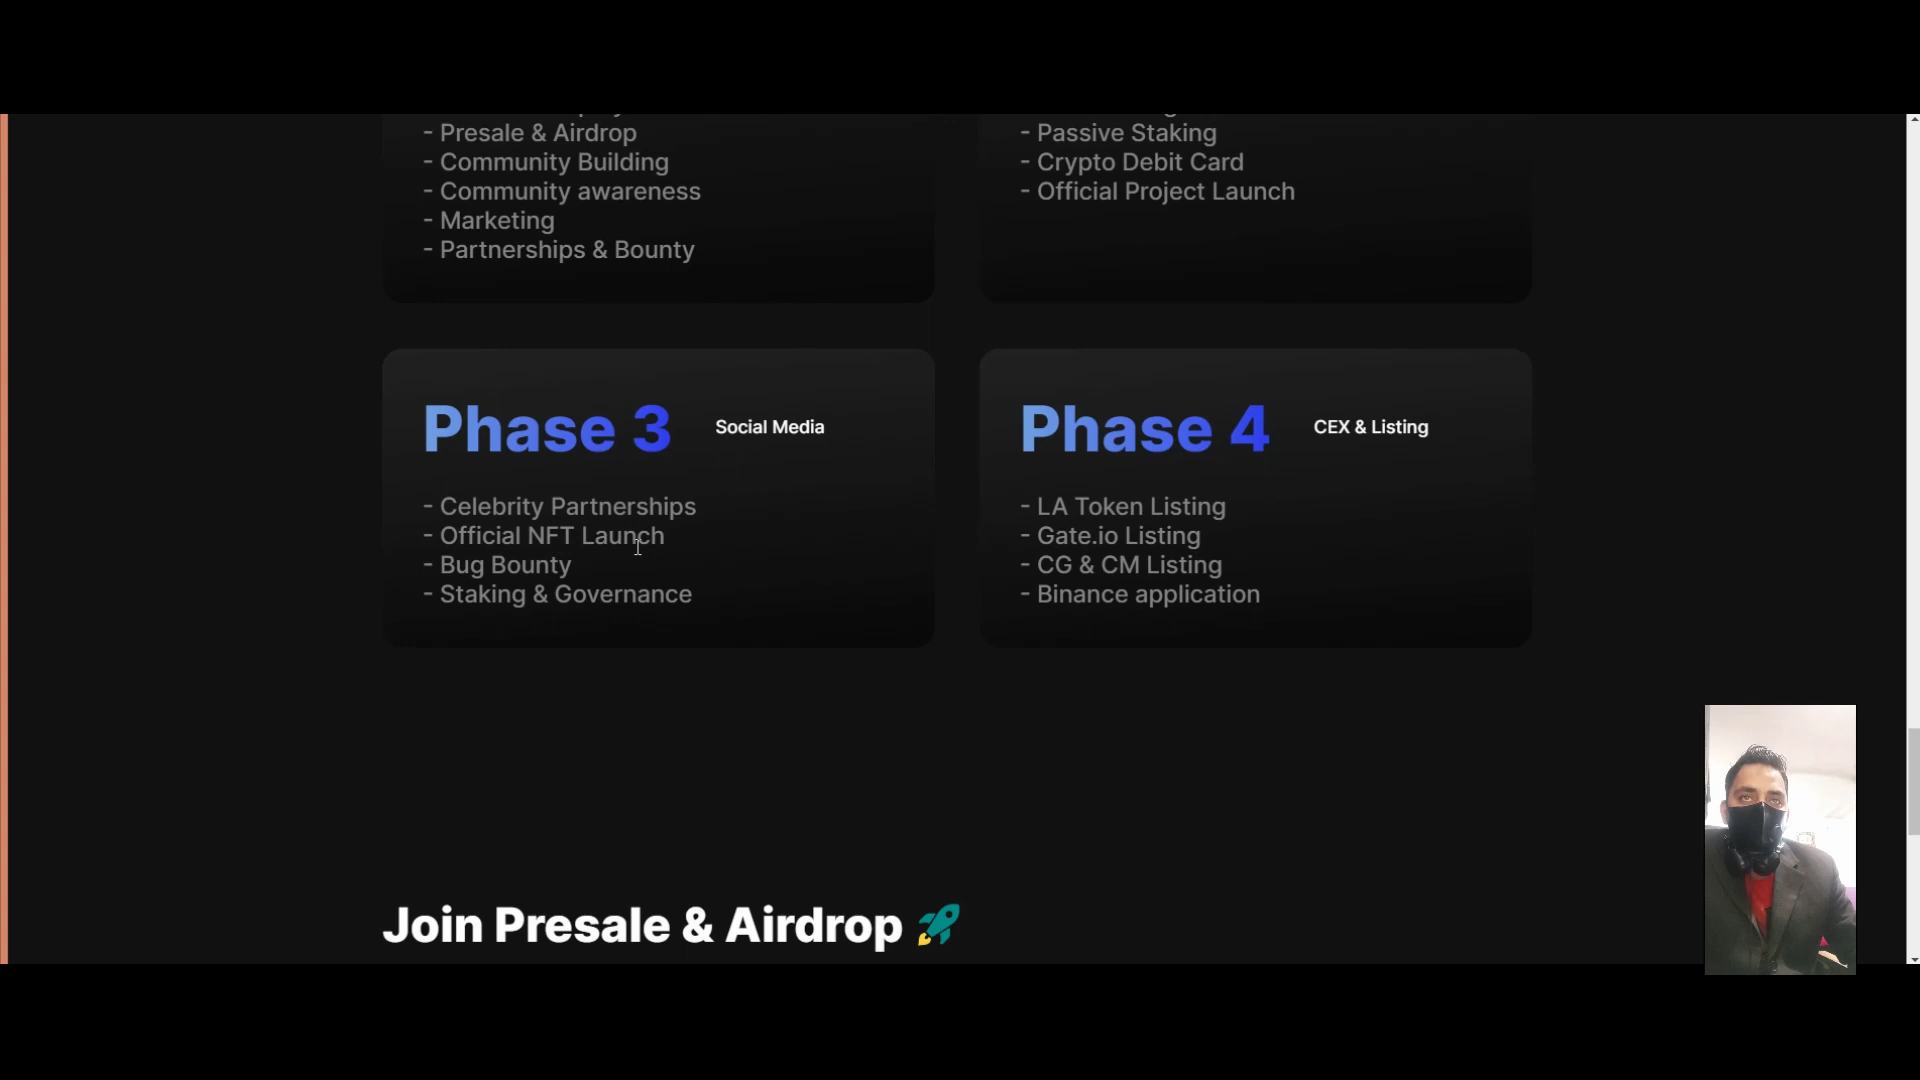 - Presale & Airdrop
- Community Building
- Community awareness
- Marketing
- Partnerships & Bounty
- Passive Staking
- Crypto Debit Card
- Official Project Launch
Phase 3 Social Media
- Celebrity Partnerships
- Official NFT Launch
- Bug Bounty
- Staking & Governance
Phase 4 CEX & Listing
- LA Token Listing
- Gate.io Listing
- CG & CM Listing
- Binance application
Join Presale & Airdrop 🚀